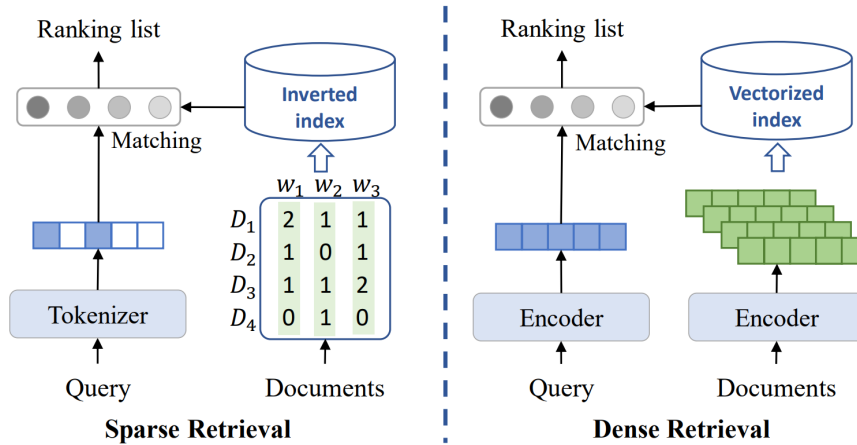 Ranking list
Inverted
index
Matching
w₁ w₂ w₃
D₁ 2 1 1
D₂ 1 0 1
D₃ 1 1 2
D₄ 0 1 0
Tokenizer
Query
Documents
Sparse Retrieval
Ranking list
Vectorized
index
Matching
Encoder
Encoder
Query
Documents
Dense Retrieval